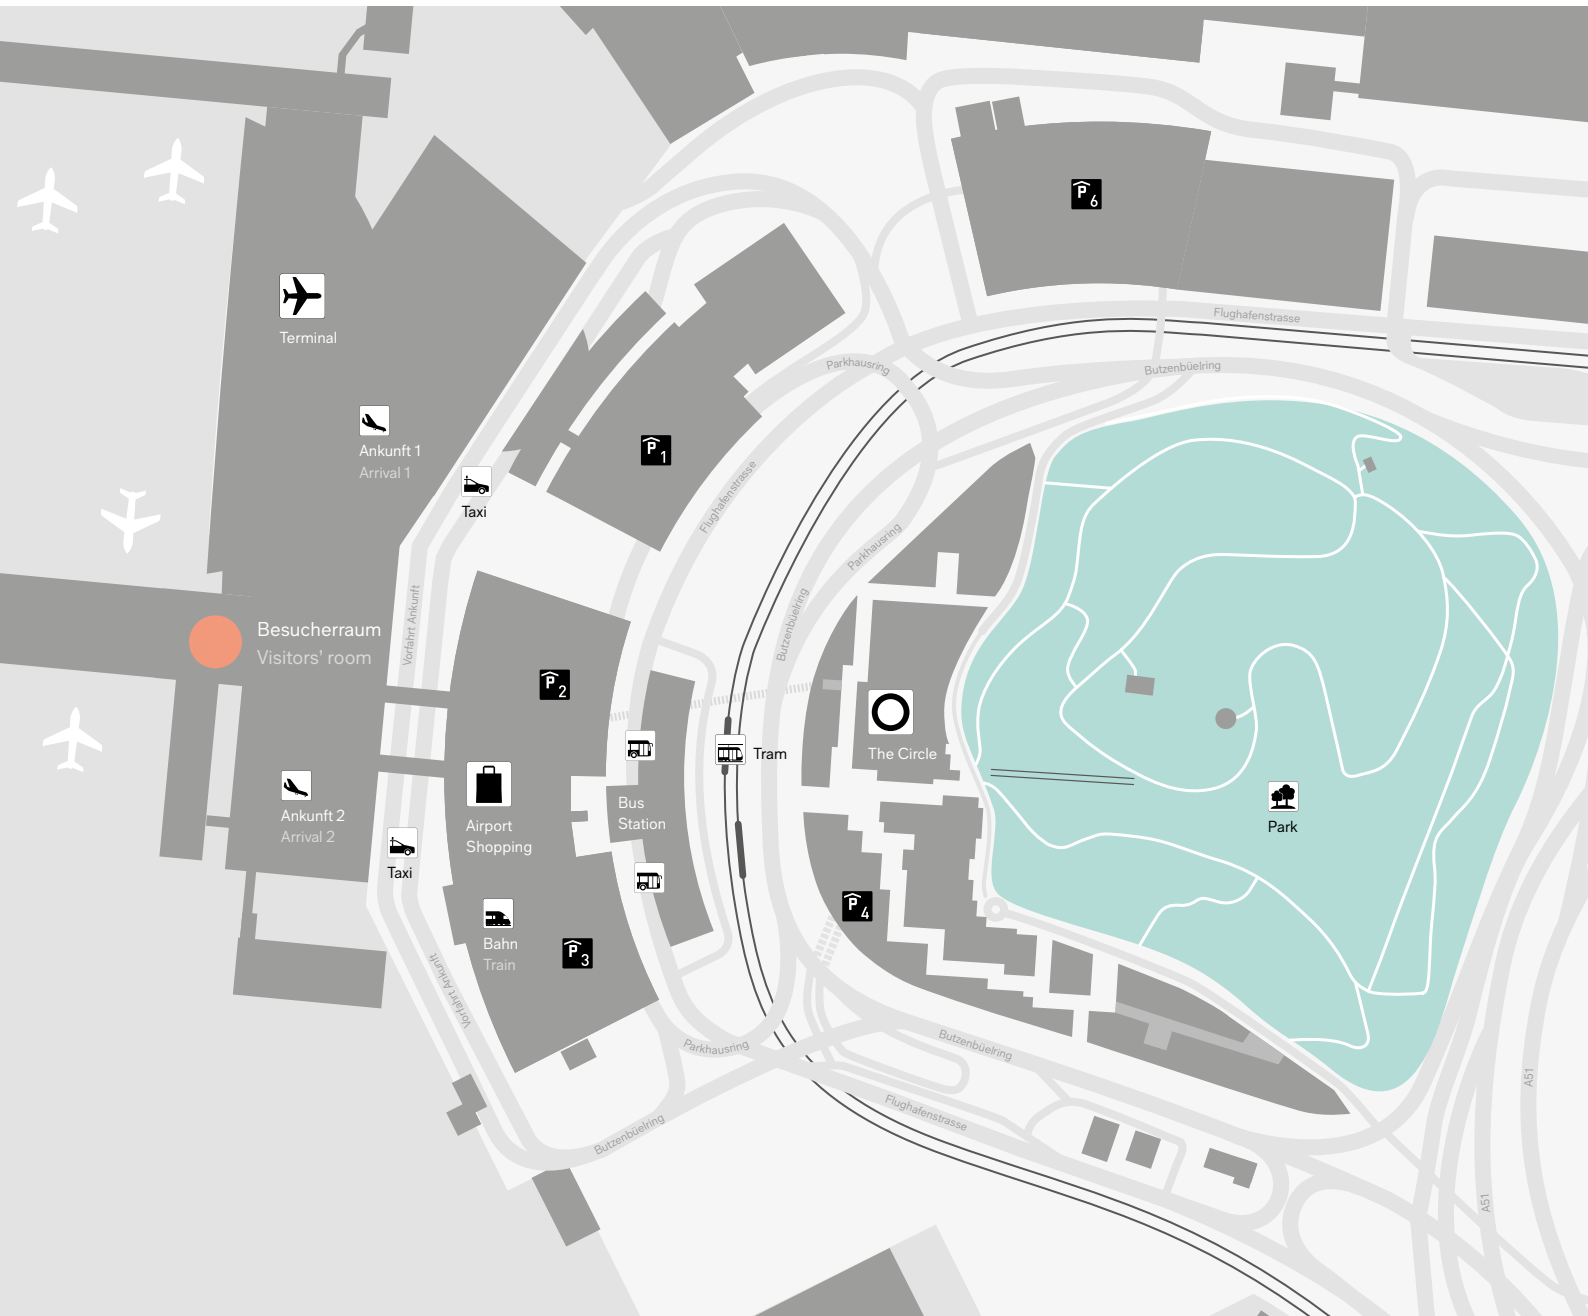 P6
Flughafenstrasse
Terminal
Parkhausring
Butzenbüelring
Ankunft 1
Arrival 1
P1
Taxi
Flughafenstrasse
Parkhausring
Vorfahrt Ankunft
Butzenbüelring
Besucherraum
Visitors' room
P2
Tram
The Circle
Ankunft 2
Arrival 2
Airport
Shopping
Bus
Station
Park
Taxi
P4
Bahn
Train
P3
Vorfahrt Ankunft
Parkhausring
Butzenbüelring
A51
Flughafenstrasse
Butzenbüelring
A51